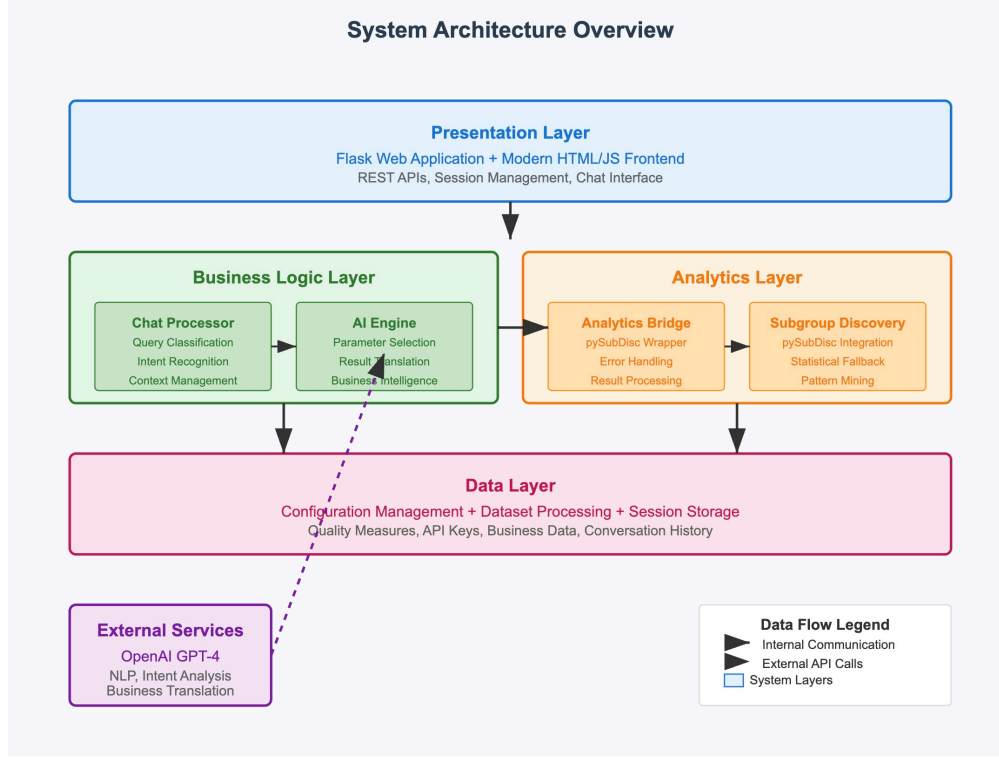 System Architecture Overview
Presentation Layer
Flask Web Application + Modern HTML/JS Frontend
REST APIs, Session Management, Chat Interface
Business Logic Layer
Chat Processor
Query Classification
Intent Recognition
Context Management
AI Engine
Parameter Selection
Result Translation
Business Intelligence
Analytics Layer
Analytics Bridge
pySubDisc Wrapper
Error Handling
Result Processing
Subgroup Discovery
pySubDisc Integration
Statistical Fallback
Pattern Mining
Data Layer
Configuration Management + Dataset Processing + Session Storage
Quality Measures, API Keys, Business Data, Conversation History
External Services
OpenAI GPT-4
NLP, Intent Analysis
Business Translation
Data Flow Legend
Internal Communication
External API Calls
System Layers